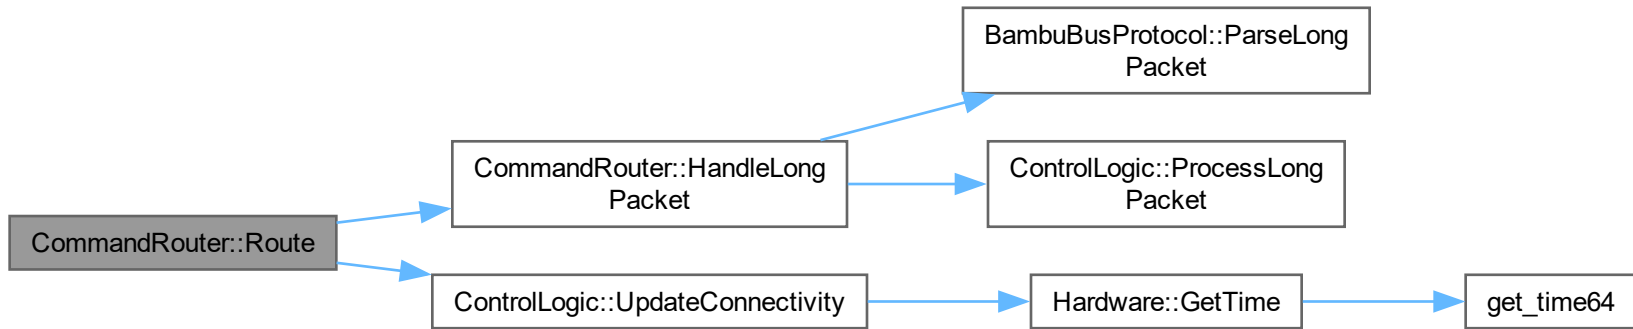 BambuBusProtocol::ParseLong
Packet
CommandRouter::HandleLong
Packet
ControlLogic::ProcessLong
Packet
CommandRouter::Route
ControlLogic::UpdateConnectivity
Hardware::GetTime
get_time64